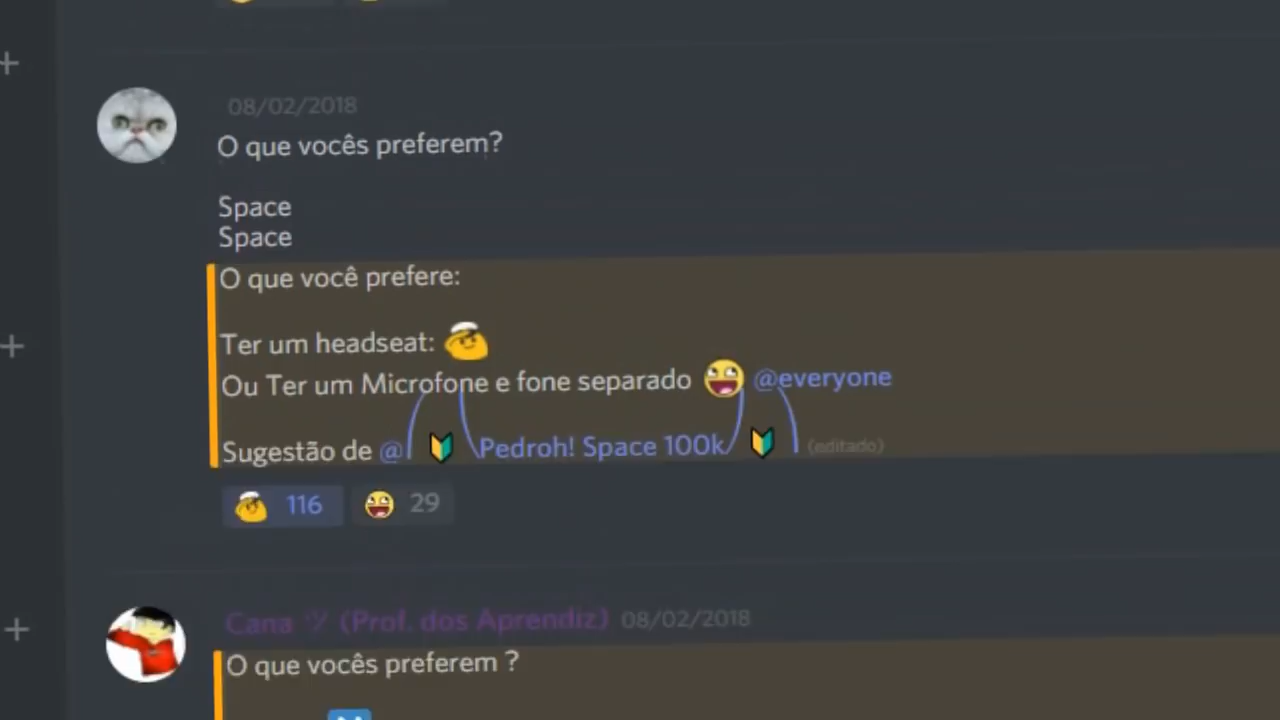 08/02/2018
O que vocês preferem?
Space
Space
O que você prefere:
Ter um headseat:
Ou Ter um Microfone e fone separado @everyone
Sugestão de @ Pedroh! Space 100k (editado)
116 29
Cana ツ (Prof. dos Aprendiz) 08/02/2018
O que vocês preferem ?